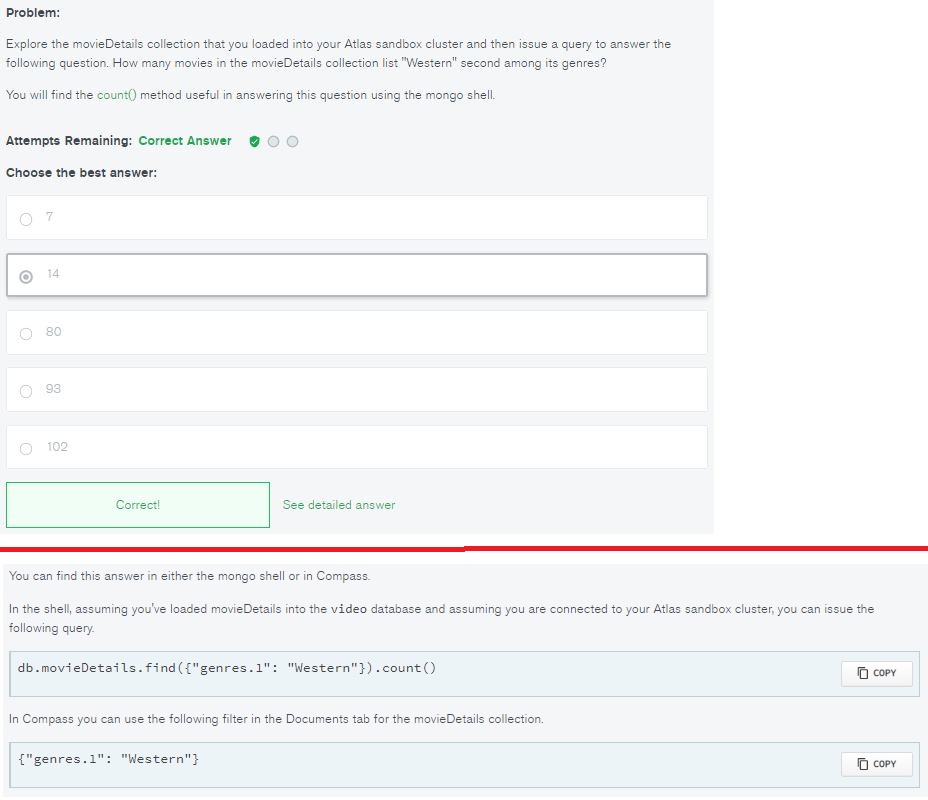 Problem:
Explore the movieDetails collection that you loaded into your Atlas sandbox cluster and then issue a query to answer the
following question. How many movies in the movieDetails collection list "Western" second among its genres?
You will find the count() method useful in answering this question using the mongo shell.
Attempts Remaining: Correct Answer
Choose the best answer:
7
14
80
93
102
Correct!
See detailed answer
You can find this answer in either the mongo shell or in Compass.
In the shell, assuming you've loaded movieDetails into the video database and assuming you are connected to your Atlas sandbox cluster, you can issue the
following query.
db.movieDetails.find({"genres.1": "Western"}).count()
COPY
In Compass you can use the following filter in the Documents tab for the movieDetails collection.
{"genres.1": "Western"}
COPY